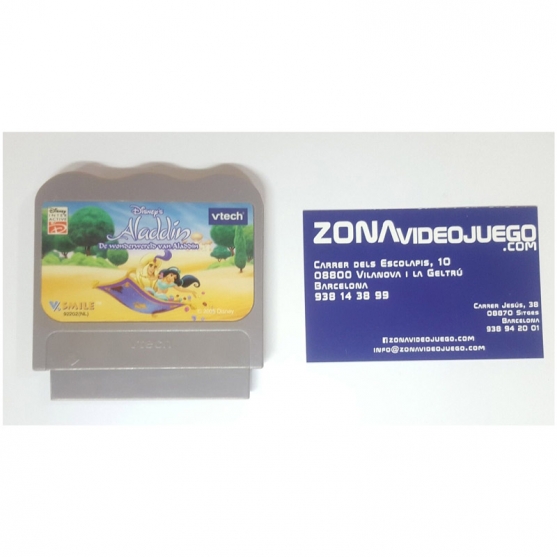 Disney's
Aladdin
De wonderwereld van Aladdin
vtech
V.SMILE
© Disney
vtech
ZONAVIDEOJUEGO
.COM
CARRER DELS ESCOLAPIS, 10
08800 VILANOVA I LA GELTRÚ
BARCELONA
938 14 38 99
CARRER JESÚS, 38
08870 SITGES
BARCELONA
938 94 20 01
ZONAVIDEOJUEGO.COM
INFO@ZONAVIDEOJUEGO.COM